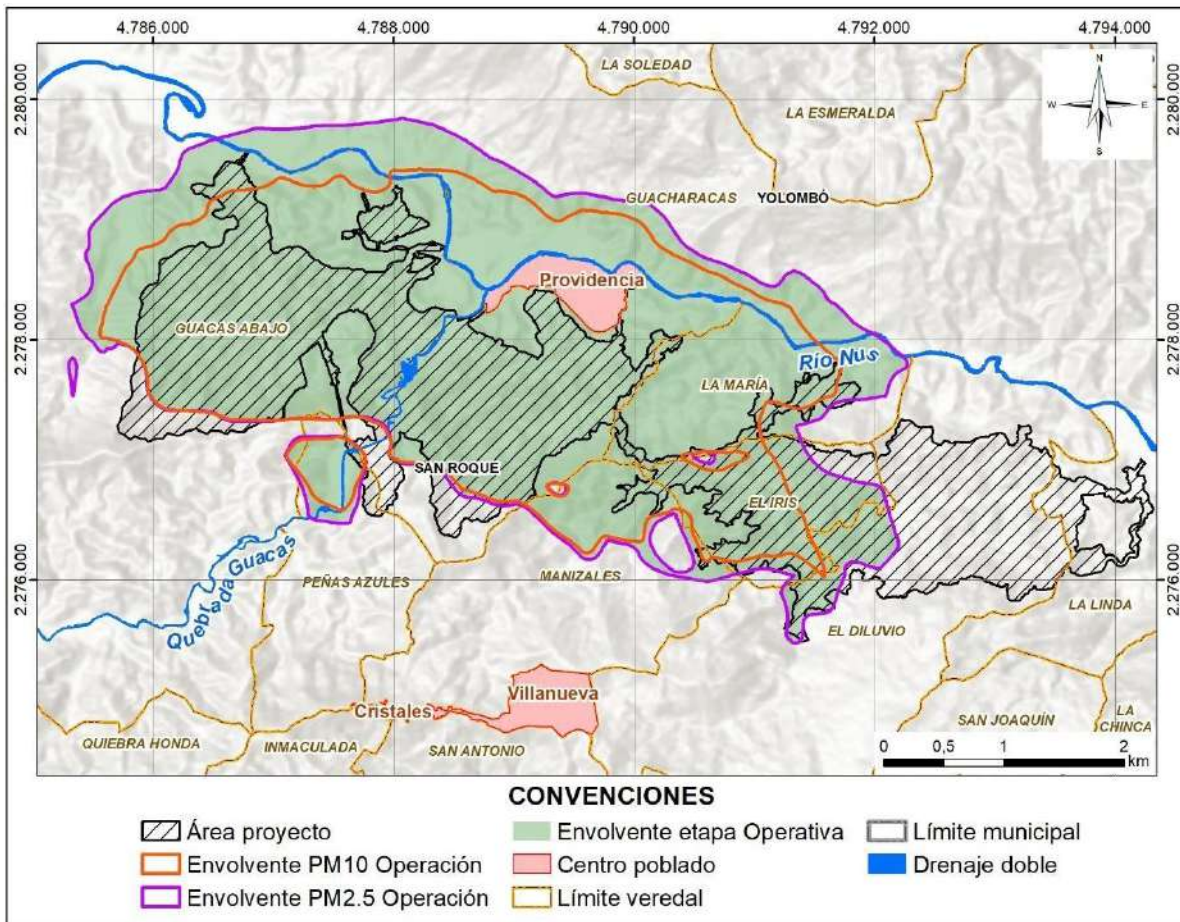 4.786.000
4.788.000
4.790.000
4.792.000
4.794.000
2.280.000
2.280.000
N
W
E
S
LA SOLEDAD
LA ESMERALDA
GUACHARACAS
YOLOMBÓ
Providencia
GUACAS ABAJO
2.278.000
2.278.000
Río Nus
LA MARÍA
SAN ROQUE
EL IRIS
Quebrada Guacas
2.276.000
2.276.000
PEÑAS AZULES
MANIZALES
LA LINDA
EL DILUVIO
Villanueva
Cristales
QUIEBRA HONDA
INMACULADA
SAN ANTONIO
SAN JOAQUÍN
LA
CHINCA
0 0,5 1 2
km
CONVENCIONES
Área proyecto
Envolvente etapa Operativa
Límite municipal
Envolvente PM10 Operación
Centro poblado
Drenaje doble
Envolvente PM2.5 Operación
Límite veredal